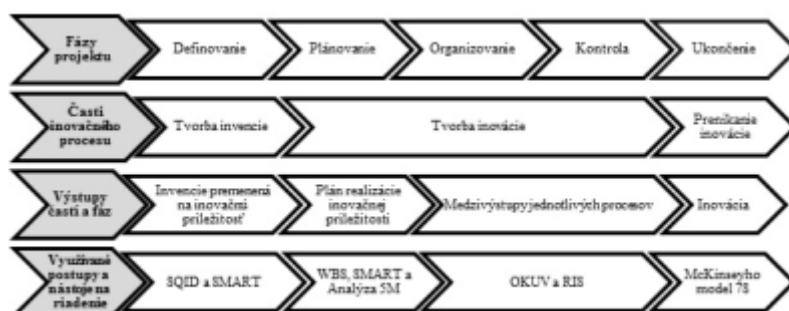 Fázy
projektu
Definovanie
Plánovanie
Organizovanie
Kontrola
Ukončenie
Časti
inovačného
procesu
Tvorba invencie
Tvorba inovácie
Prenikanie
inovácie
Výstupy
častí a fáz
Invencie premenená
na inovačnú
príležitosť
Plán realizácie
inovačnej
príležitosti
Medzivýstupy jednotlivých procesov
Inovácia
Využívané
postupy a
nástoje na
riadenie
SQID a SMART
WBS, SMART a
Analýza 5M
OKUV a RIS
McKinseyho
model 7S